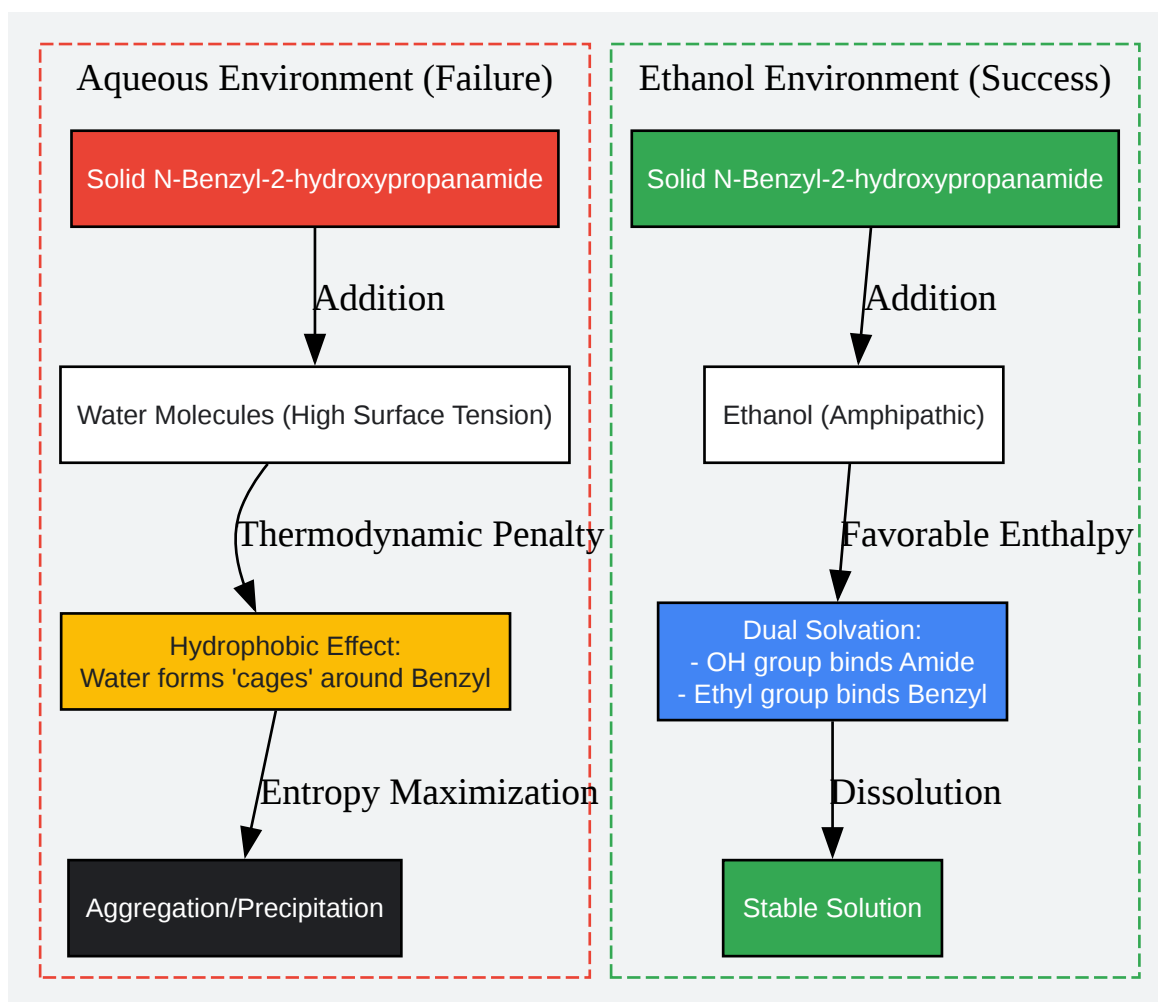 Aqueous Environment (Failure)
Solid N-Benzyl-2-hydroxypropanamide
Addition
Water Molecules (High Surface Tension)
Thermodynamic Penalty
Hydrophobic Effect:
Water forms 'cages' around Benzyl
Entropy Maximization
Aggregation/Precipitation
Ethanol Environment (Success)
Solid N-Benzyl-2-hydroxypropanamide
Addition
Ethanol (Amphipathic)
Favorable Enthalpy
Dual Solvation:
- OH group binds Amide
- Ethyl group binds Benzyl
Dissolution
Stable Solution